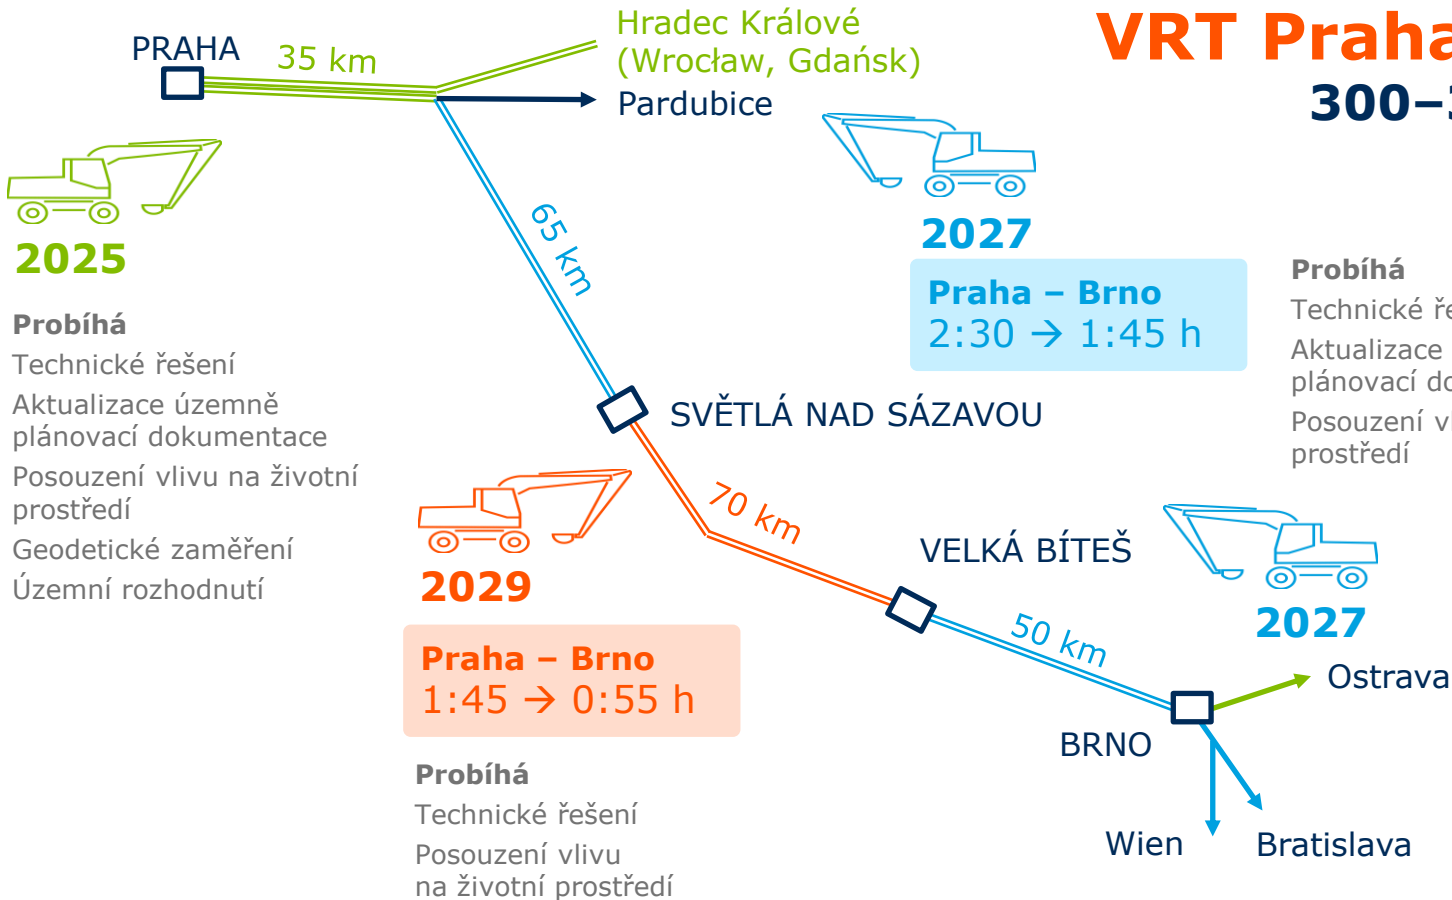 VRT Praha
PRAHA
35 km
Hradec Králové
(Wrocław, Gdańsk)
Pardubice
2025
Probíhá
Technické řešení
Aktualizace územně
plánovací dokumentace
Posouzení vlivu na životní
prostředí
Geodetické zaměření
Územní rozhodnutí
65 km
2027
Praha – Brno
2:30 → 1:45 h
Probíhá
Technické
Aktualizace
plánovací
Posouzení
prostředí
SVĚTLÁ NAD SÁZAVOU
70 km
2029
Praha – Brno
1:45 → 0:55 h
Probíhá
Technické řešení
Posouzení vlivu
na životní prostředí
VELKÁ BÍTEŠ
50 km
2027
BRNO
Ostrava
Wien
Bratislava